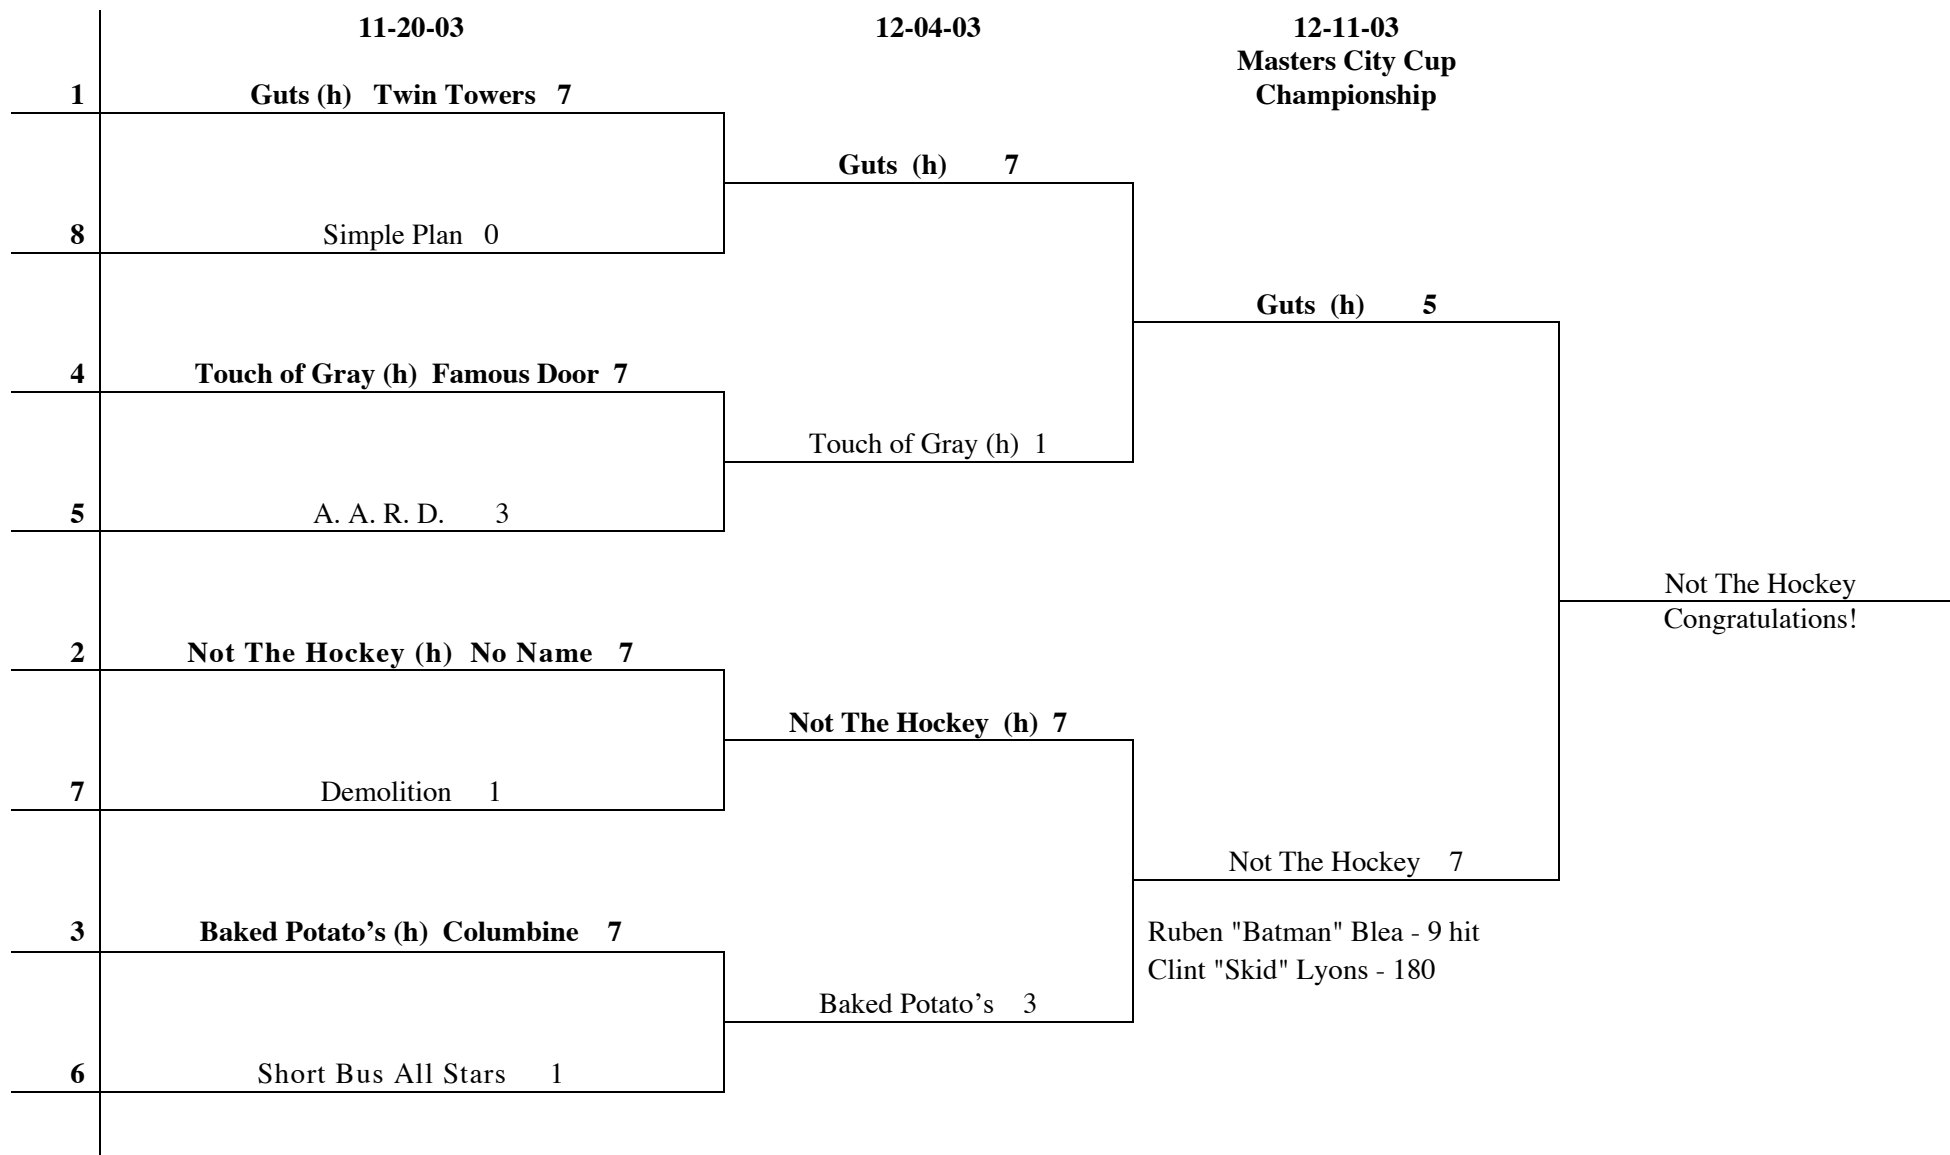 11-20-03 12-04-03 12-11-03
Masters City Cup
Championship
1 Guts (h) Twin Towers 7
Guts (h) 7
8 Simple Plan 0
Guts (h) 5
4 Touch of Gray (h) Famous Door 7
Touch of Gray (h) 1
5 A. A. R. D. 3
Not The Hockey
Congratulations!
2 Not The Hockey (h) No Name 7
Not The Hockey (h) 7
7 Demolition 1
Not The Hockey 7
3 Baked Potato’s (h) Columbine 7
Ruben "Batman" Blea - 9 hit
Clint "Skid" Lyons - 180
Baked Potato’s 3
6 Short Bus All Stars 1